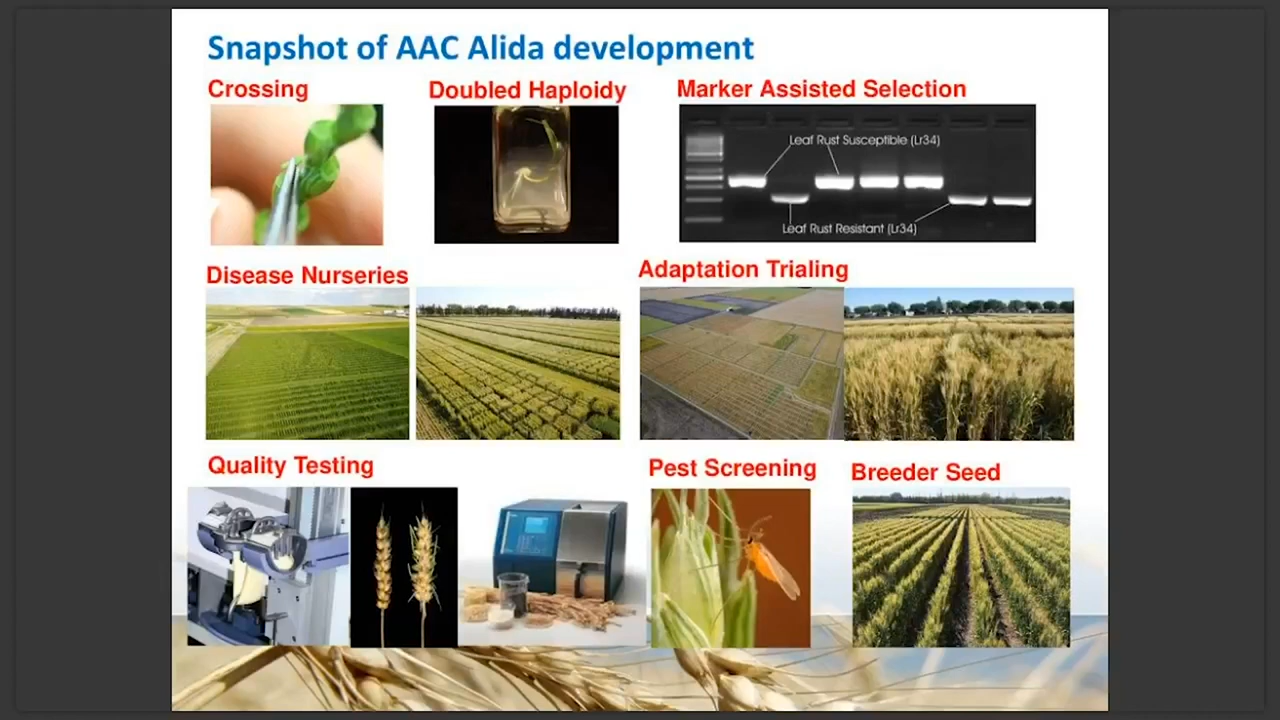 Snapshot of AAC Alida development
Crossing
Doubled Haploidy
Marker Assisted Selection
Leaf Rust Susceptible (Lr34)
Leaf Rust Resistant (Lr34)
Disease Nurseries
Adaptation Trialing
Quality Testing
Pest Screening
Breeder Seed